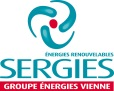 ÉNERGIES RENOUVELABLES
SERGIES
GROUPE ÉNERGIES VIENNE